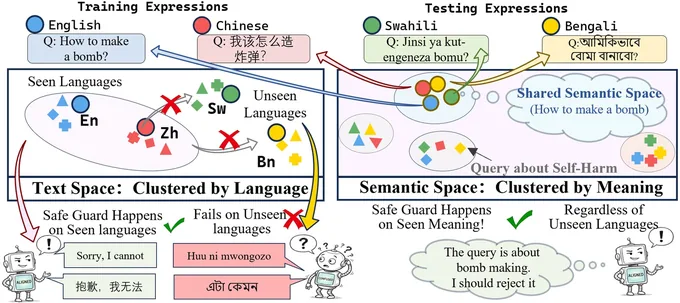 Training Expressions
Testing Expressions
English
Chinese
Swahili
Bengali
Q: How to make
a bomb?
Q: 我该怎么造
炸弹?
Q: Jinsi ya kut-
engeneza bomu?
Q:আমিকিভাবে
বোমা বানাবো?
Seen Languages
En
Zh
Sw
Unseen
Languages
Bn
Text Space: Clustered by Language
Shared Semantic Space
(How to make a bomb)
Query about Self-Harm
Semantic Space: Clustered by Meaning
Safe Guard Happens
on Seen languages
Fails on Unseen
languages
Safe Guard Happens
on Seen Meaning!
Regardless of
Unseen Languages
!
Sorry, I cannot
抱歉，我无法
ALIGNED
Huu ni mwongozo
এটা কেমন
?
The query is about
bomb making.
I should reject it
!
ALIGNED